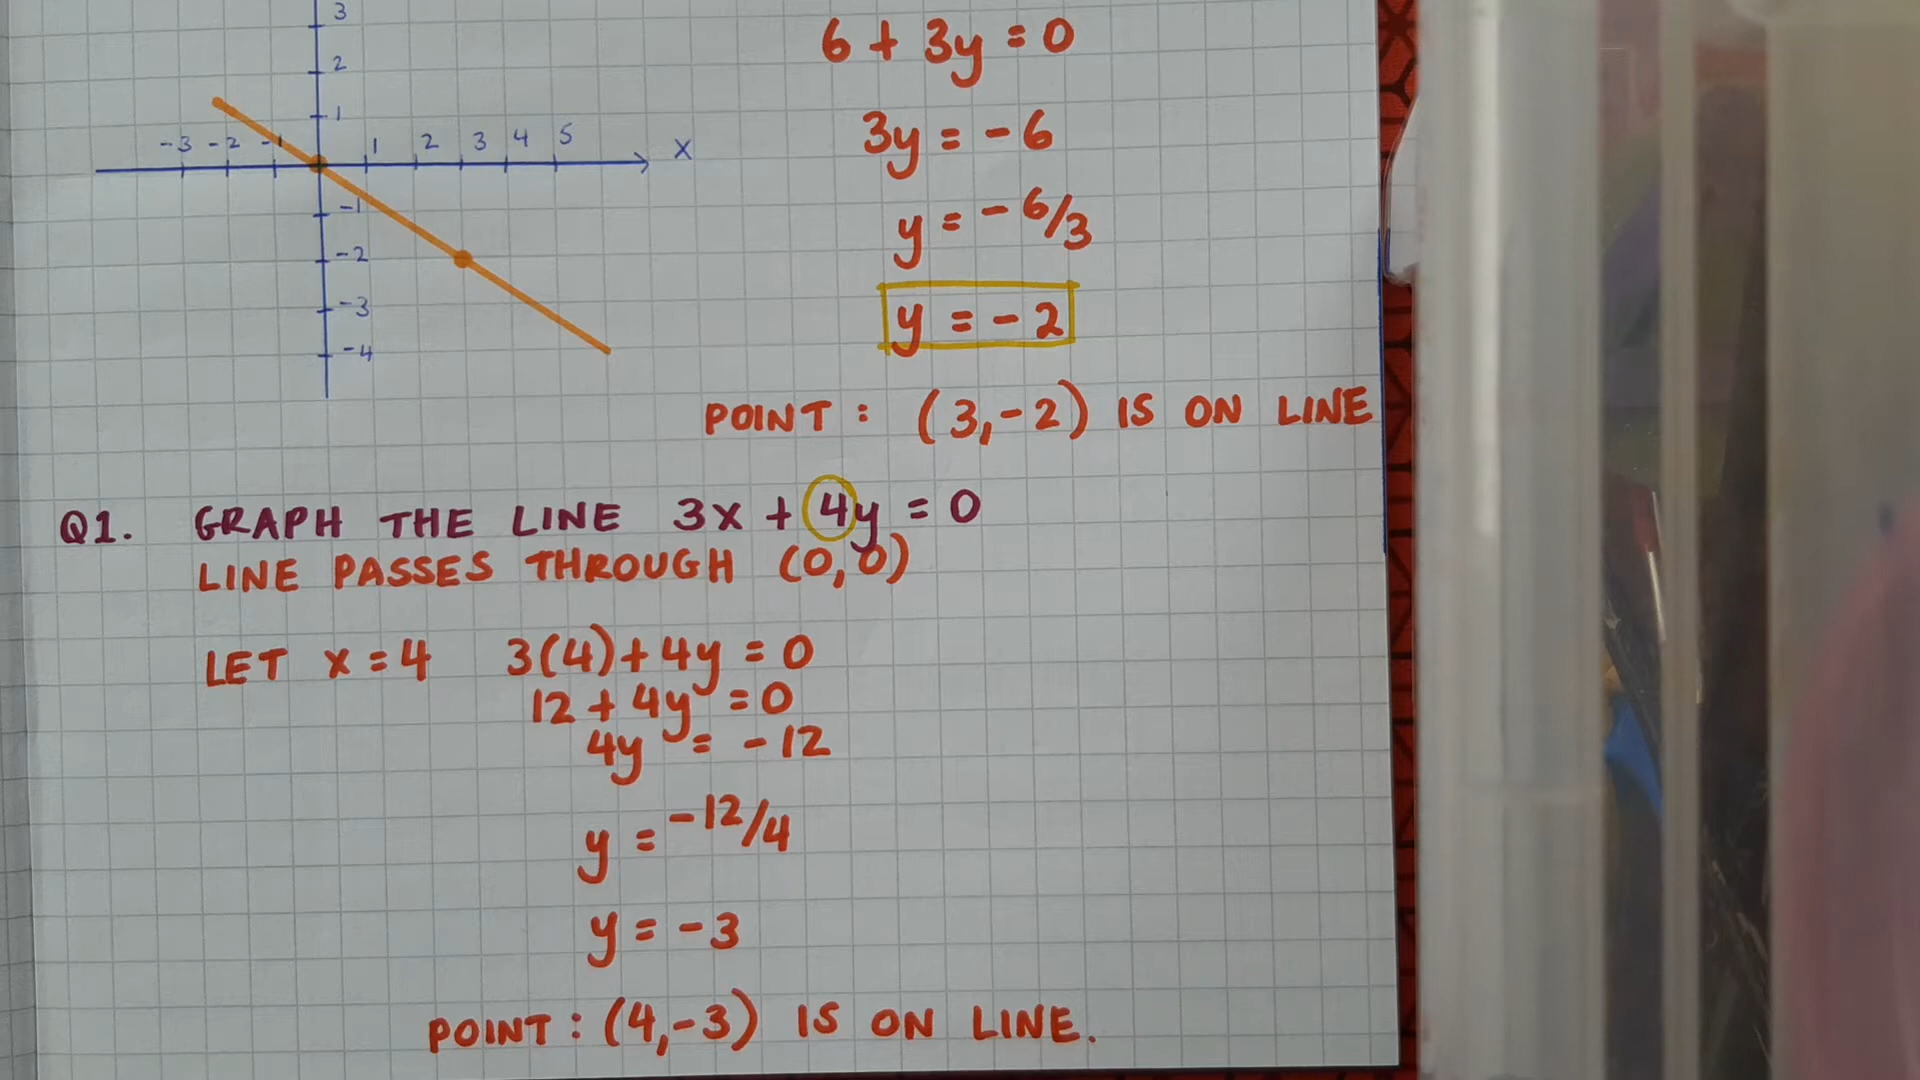 3
2
1
-3 -2 -1 1 2 3 4 5 x
-1
-2
-3
-4
6 + 3y = 0
3y = -6
y = -6/3
y = -2
POINT : (3,-2) IS ON LINE
Q1. GRAPH THE LINE 3x + 4y = 0
LINE PASSES THROUGH (0,0)
LET x = 4 3(4) + 4y = 0
12 + 4y = 0
4y = -12
y = -12/4
y = -3
POINT : (4,-3) IS ON LINE.